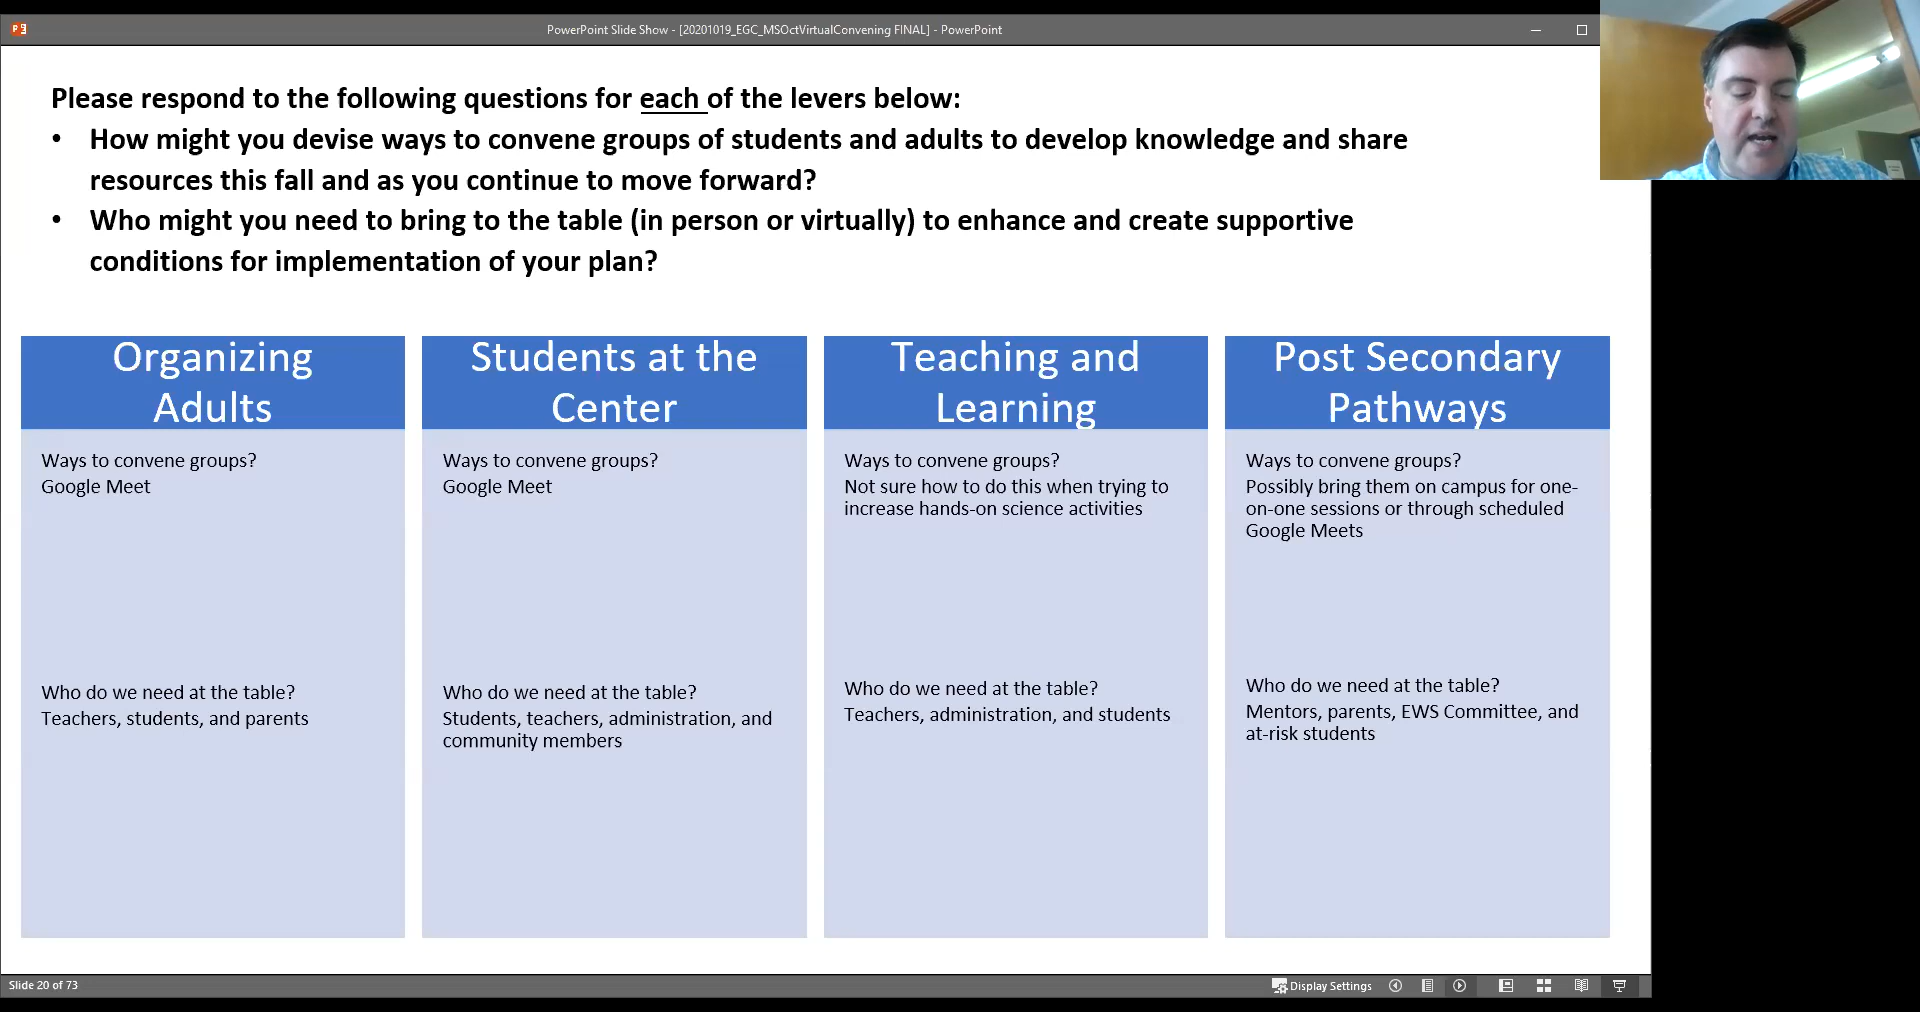 PowerPoint Slide Show - [20201019_EGC_MSOctVirtualConvening FINAL] - PowerPoint
Please respond to the following questions for each of the levers below:
• How might you devise ways to convene groups of students and adults to develop knowledge and share
resources this fall and as you continue to move forward?
• Who might you need to bring to the table (in person or virtually) to enhance and create supportive
conditions for implementation of your plan?
Organizing
Adults
Ways to convene groups?
Google Meet
Who do we need at the table?
Teachers, students, and parents
Students at the
Center
Ways to convene groups?
Google Meet
Who do we need at the table?
Students, teachers, administration, and
community members
Teaching and
Learning
Ways to convene groups?
Not sure how to do this when trying to
increase hands-on science activities
Who do we need at the table?
Teachers, administration, and students
Post Secondary
Pathways
Ways to convene groups?
Possibly bring them on campus for one-
on-one sessions or through scheduled
Google Meets
Who do we need at the table?
Mentors, parents, EWS Committee, and
at-risk students
Slide 20 of 73
Display Settings